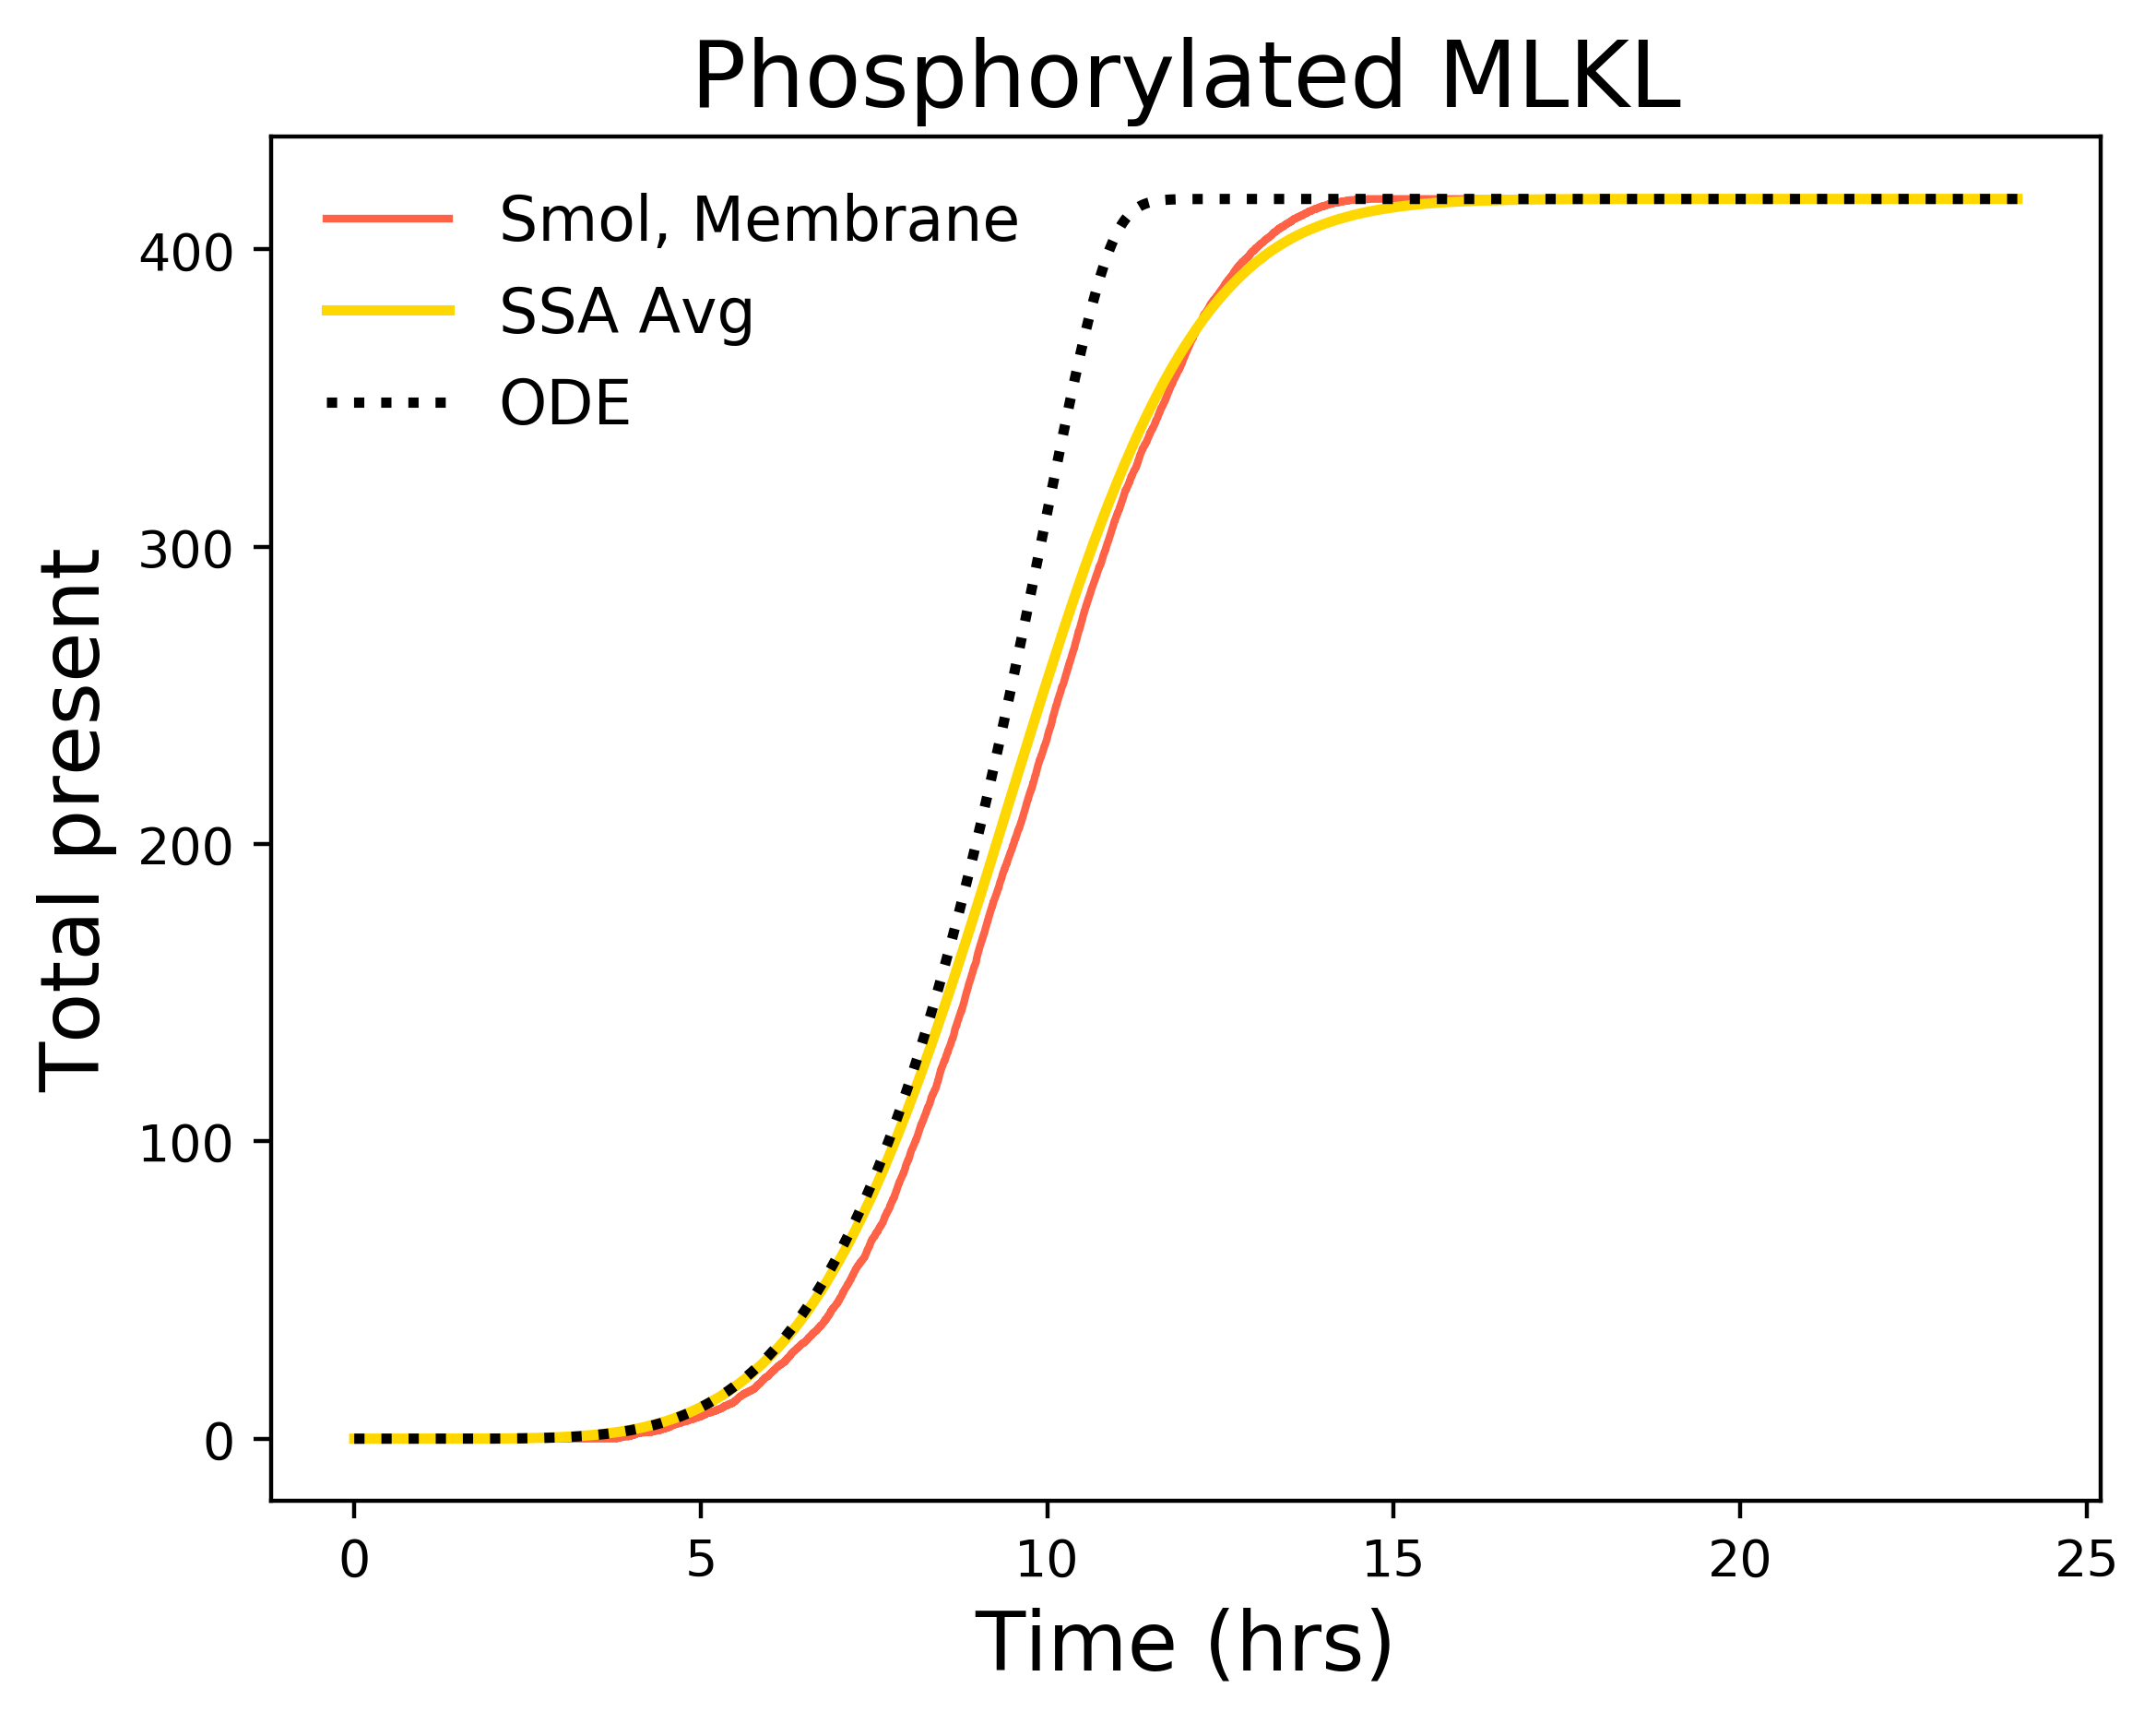 Phosphorylated MLKL
Smol, Membrane
SSA Avg
ODE
Total present
400
300
200
100
0
0 5 10 15 20 25
Time (hrs)